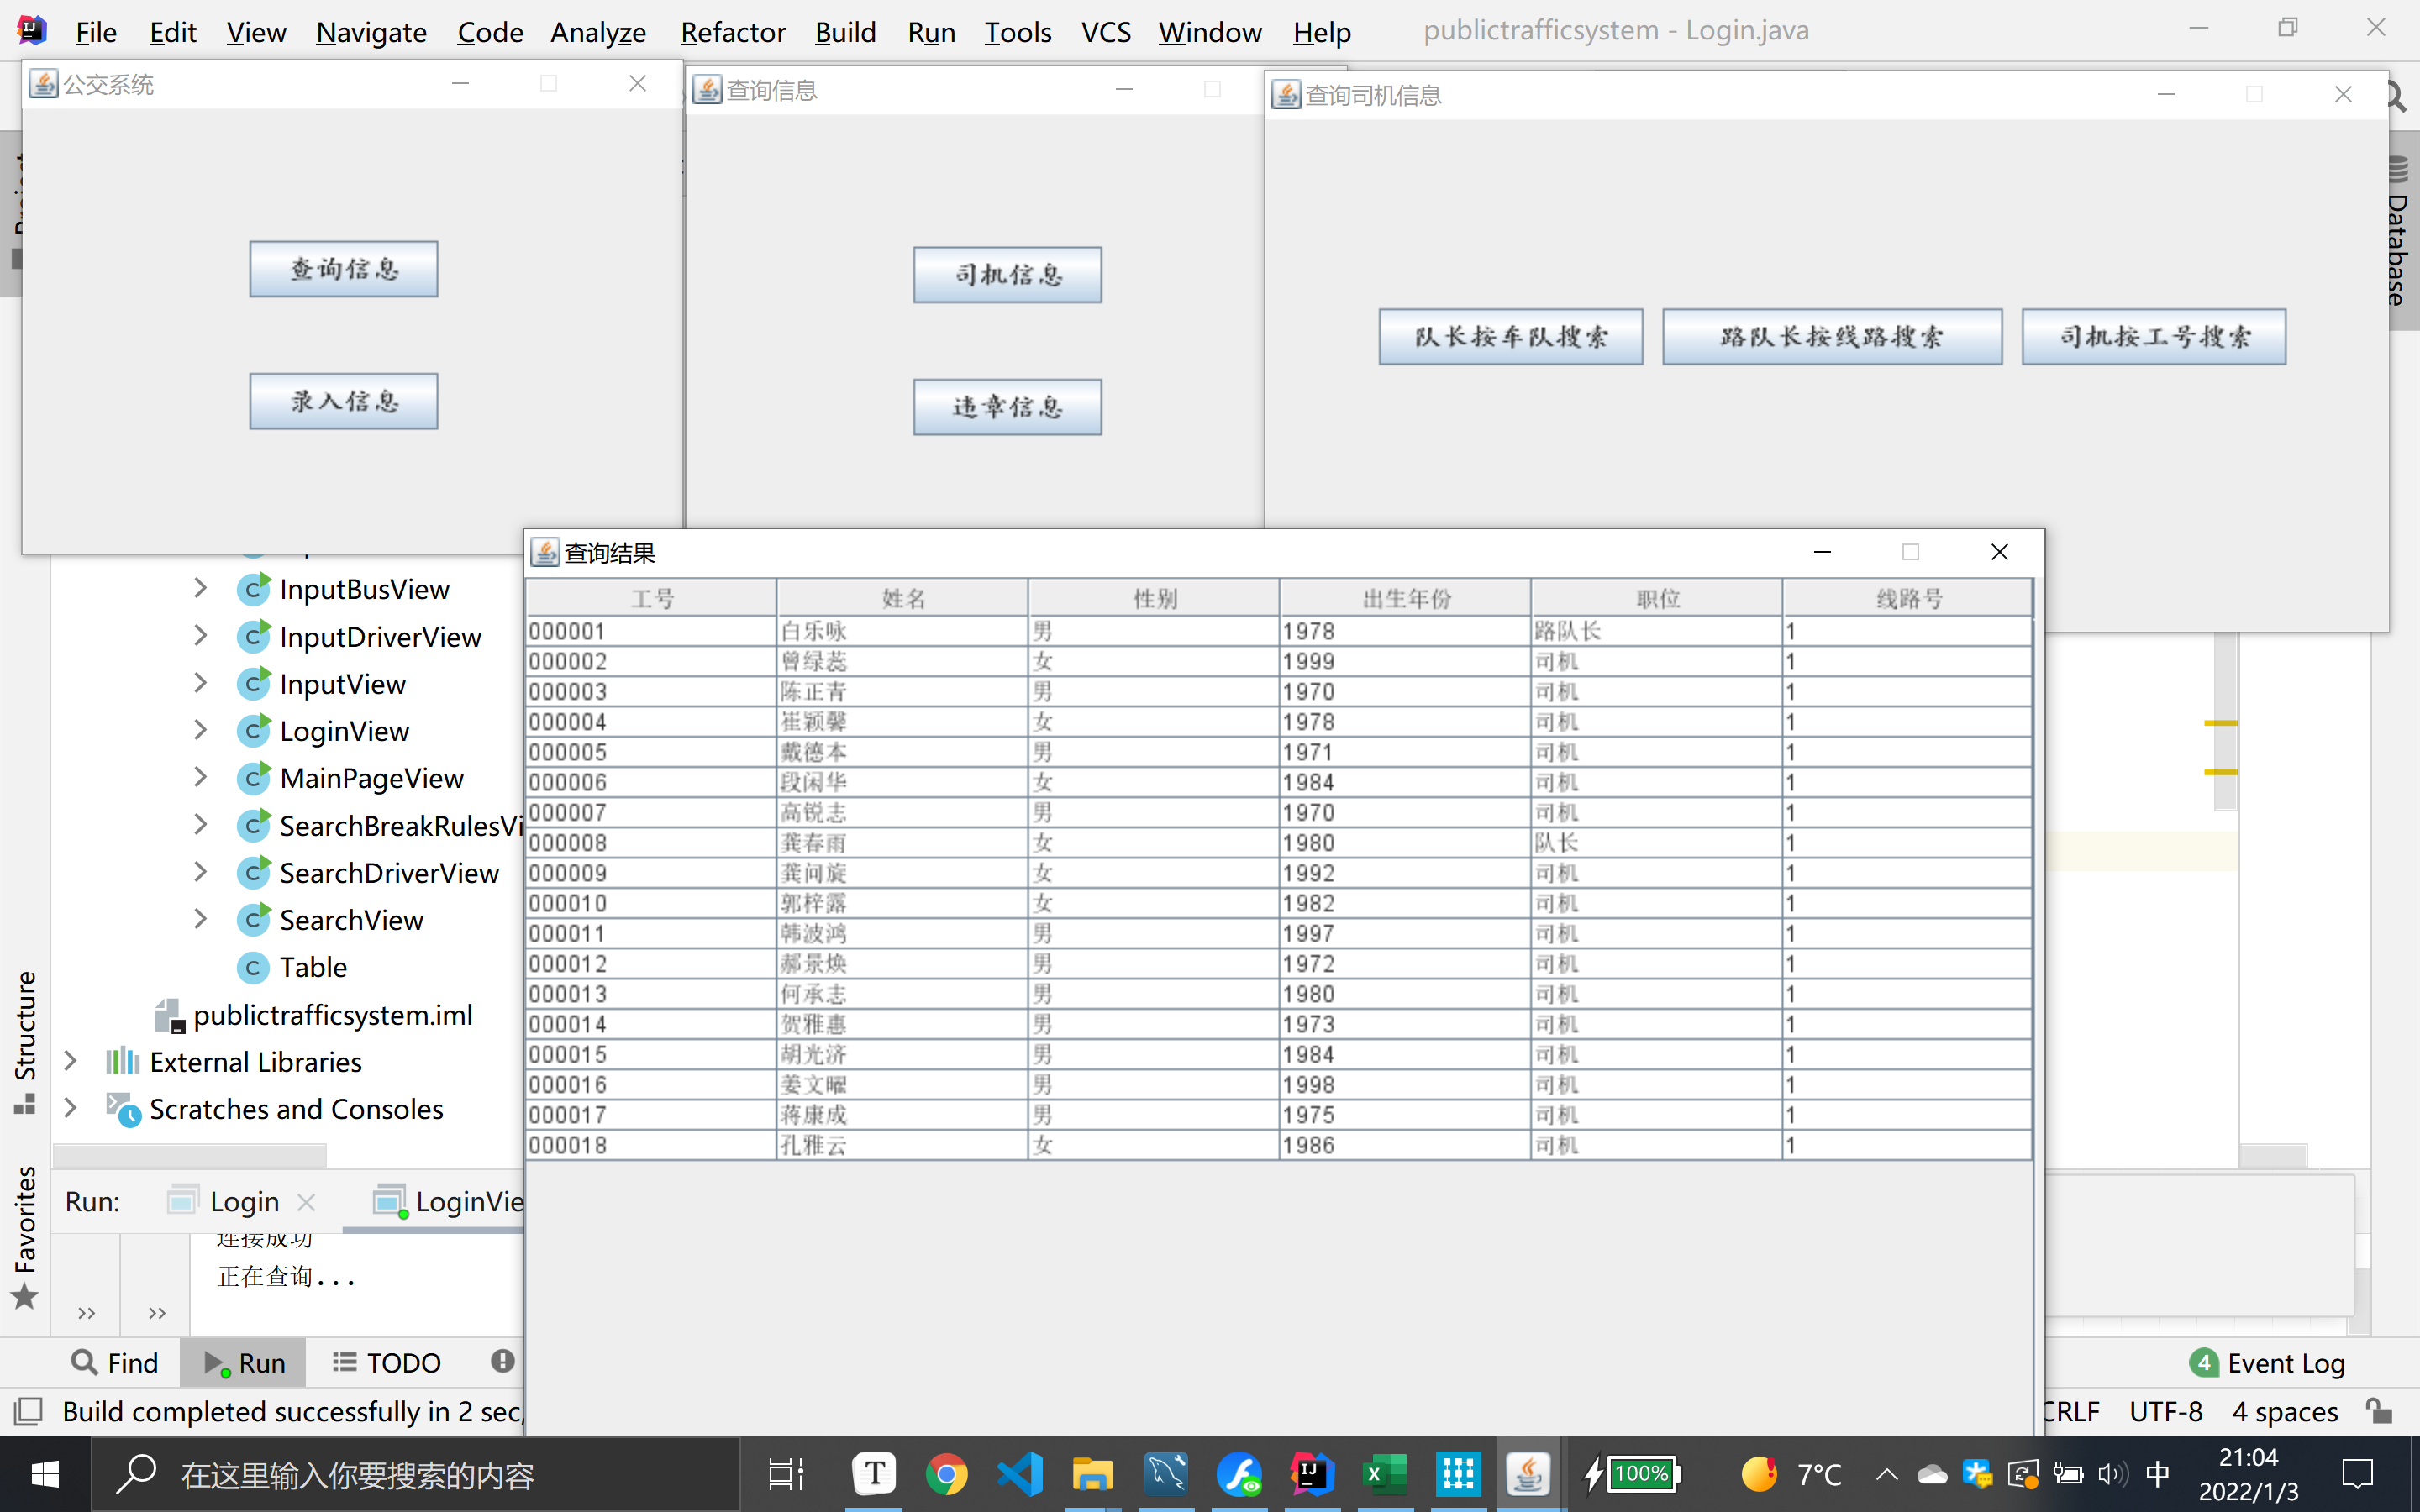 File Edit View Navigate Code Analyze Refactor Build Run Tools VCS Window Help publictrafficsystem - Login.java
公交系统
查询信息
录入信息
查询信息
司机信息
违章信息
查询司机信息
队长按车队搜索 路队长按线路搜索 司机按工号搜索
Database
查询结果
工号 姓名 性别 出生年份 职位 线路号
000001 白乐咏 男 1978 路队长 1
000002 曾绿蕊 女 1999 司机 1
000003 陈正青 男 1970 司机 1
000004 崔颖馨 女 1978 司机 1
000005 戴德本 男 1971 司机 1
000006 段闲华 女 1984 司机 1
000007 高锐志 男 1970 司机 1
000008 龚春雨 女 1980 队长 1
000009 龚问旋 女 1992 司机 1
000010 郭梓露 女 1982 司机 1
000011 韩波鸿 男 1997 司机 1
000012 郝景焕 男 1972 司机 1
000013 何承志 男 1980 司机 1
000014 贺雅惠 男 1973 司机 1
000015 胡光济 男 1984 司机 1
000016 姜文曜 男 1998 司机 1
000017 蒋康成 男 1975 司机 1
000018 孔雅云 女 1986 司机 1
InputBusView
InputDriverView
InputView
LoginView
MainPageView
SearchBreakRulesVi
SearchDriverView
SearchView
Table
publictrafficsystem.iml
External Libraries
Scratches and Consoles
Structure
Favorites
Run: Login LoginVie
连接成功
正在查询...
Find Run TODO
4 Event Log
Build completed successfully in 2 sec,
CRLF UTF-8 4 spaces
在这里输入你要搜索的内容
100%
7°C
中
21:04
2022/1/3